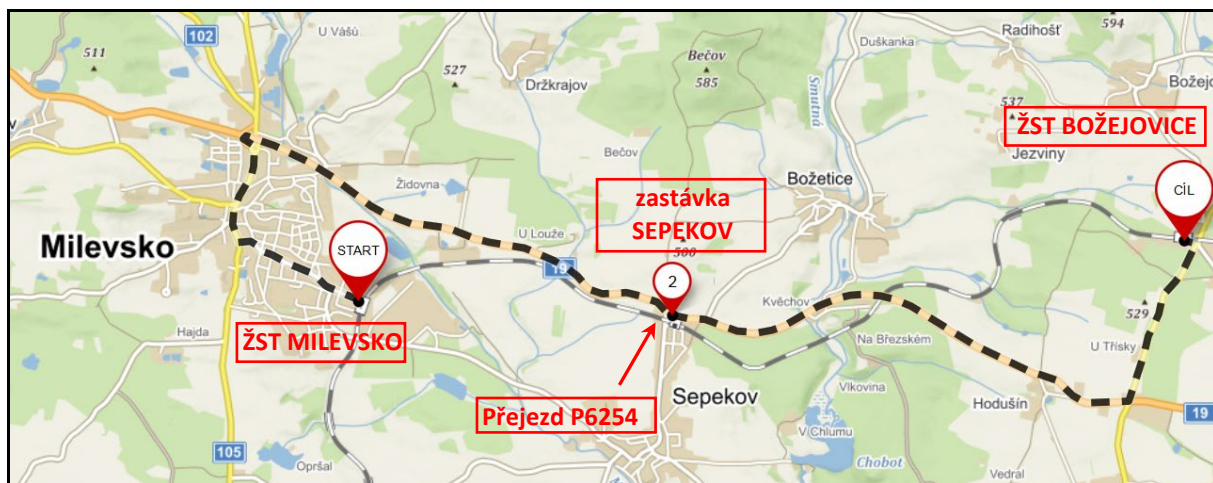 102
U Vášů
511
527
Držkrajov
Bečov
585
Smutná
Duškanka
594
Radihošť
Božejo
537
ŽST BOŽEJOVICE
Jezviny
v
Židovna
Bečov
zastávka
SEPEKOV
Božetice
CÍL
Milevsko
START
U Louže
19
500
2
Květov
Hajda
ŽST MILEVSKO
Na Březském
529
U Třísky
Přejezd P6254
Sepekov
Vlkovina
Hodušín
19
105
Opršal
V Chlumu
Chobot
Vedral